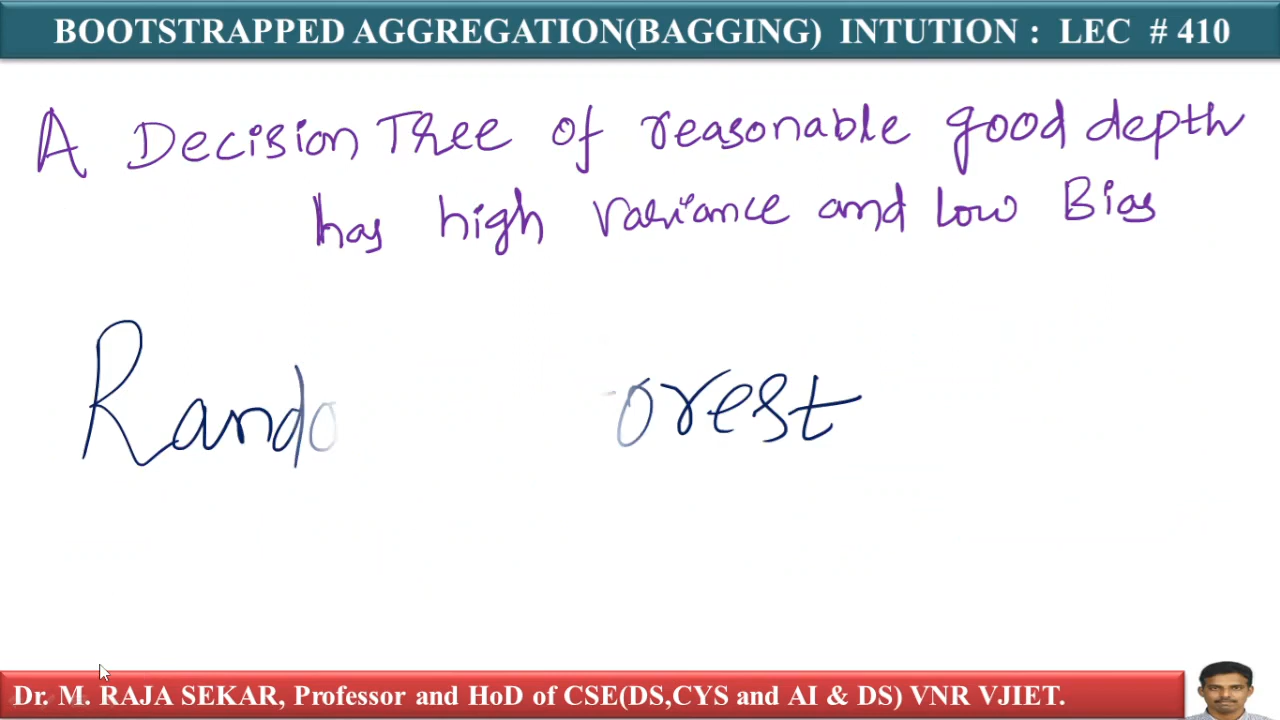 BOOTSTRAPPED AGGREGATION(BAGGING) INTUTION : LEC # 410
A Decision Tree of reasonable good depth
has high variance and low Bias
Rando orest
Dr. M. RAJA SEKAR, Professor and HoD of CSE(DS,CYS and AI & DS) VNR VJIET.